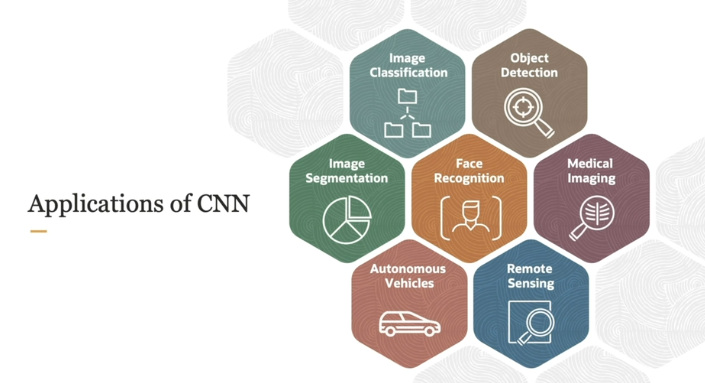 Applications of CNN
Image
Classification
Object
Detection
Image
Segmentation
Face
Recognition
Medical
Imaging
Autonomous
Vehicles
Remote
Sensing